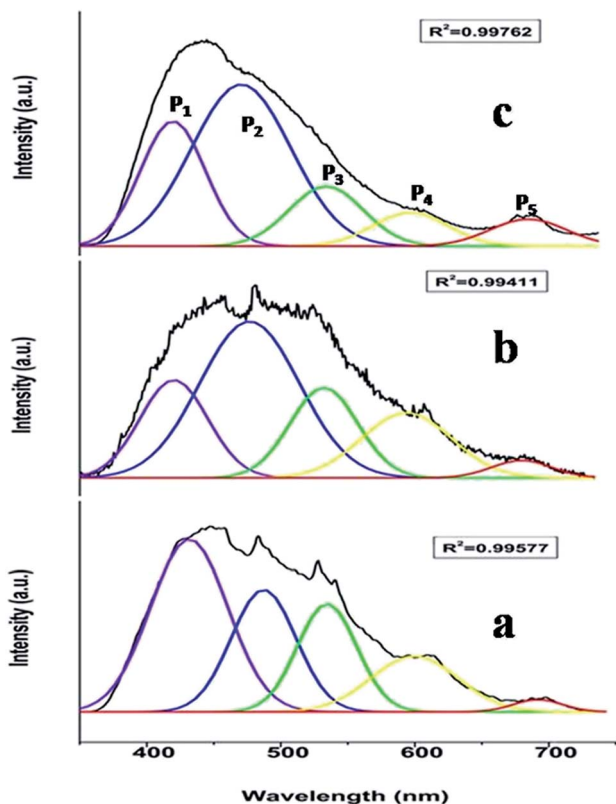 Intensity (a.u.)
R²=0.99762
P₁
P₂
P₃
P₄
P₅
c
Intensity (a.u.)
R²=0.99411
b
Intensity (a.u.)
R²=0.99577
a
400 500 600 700
Wavelength (nm)